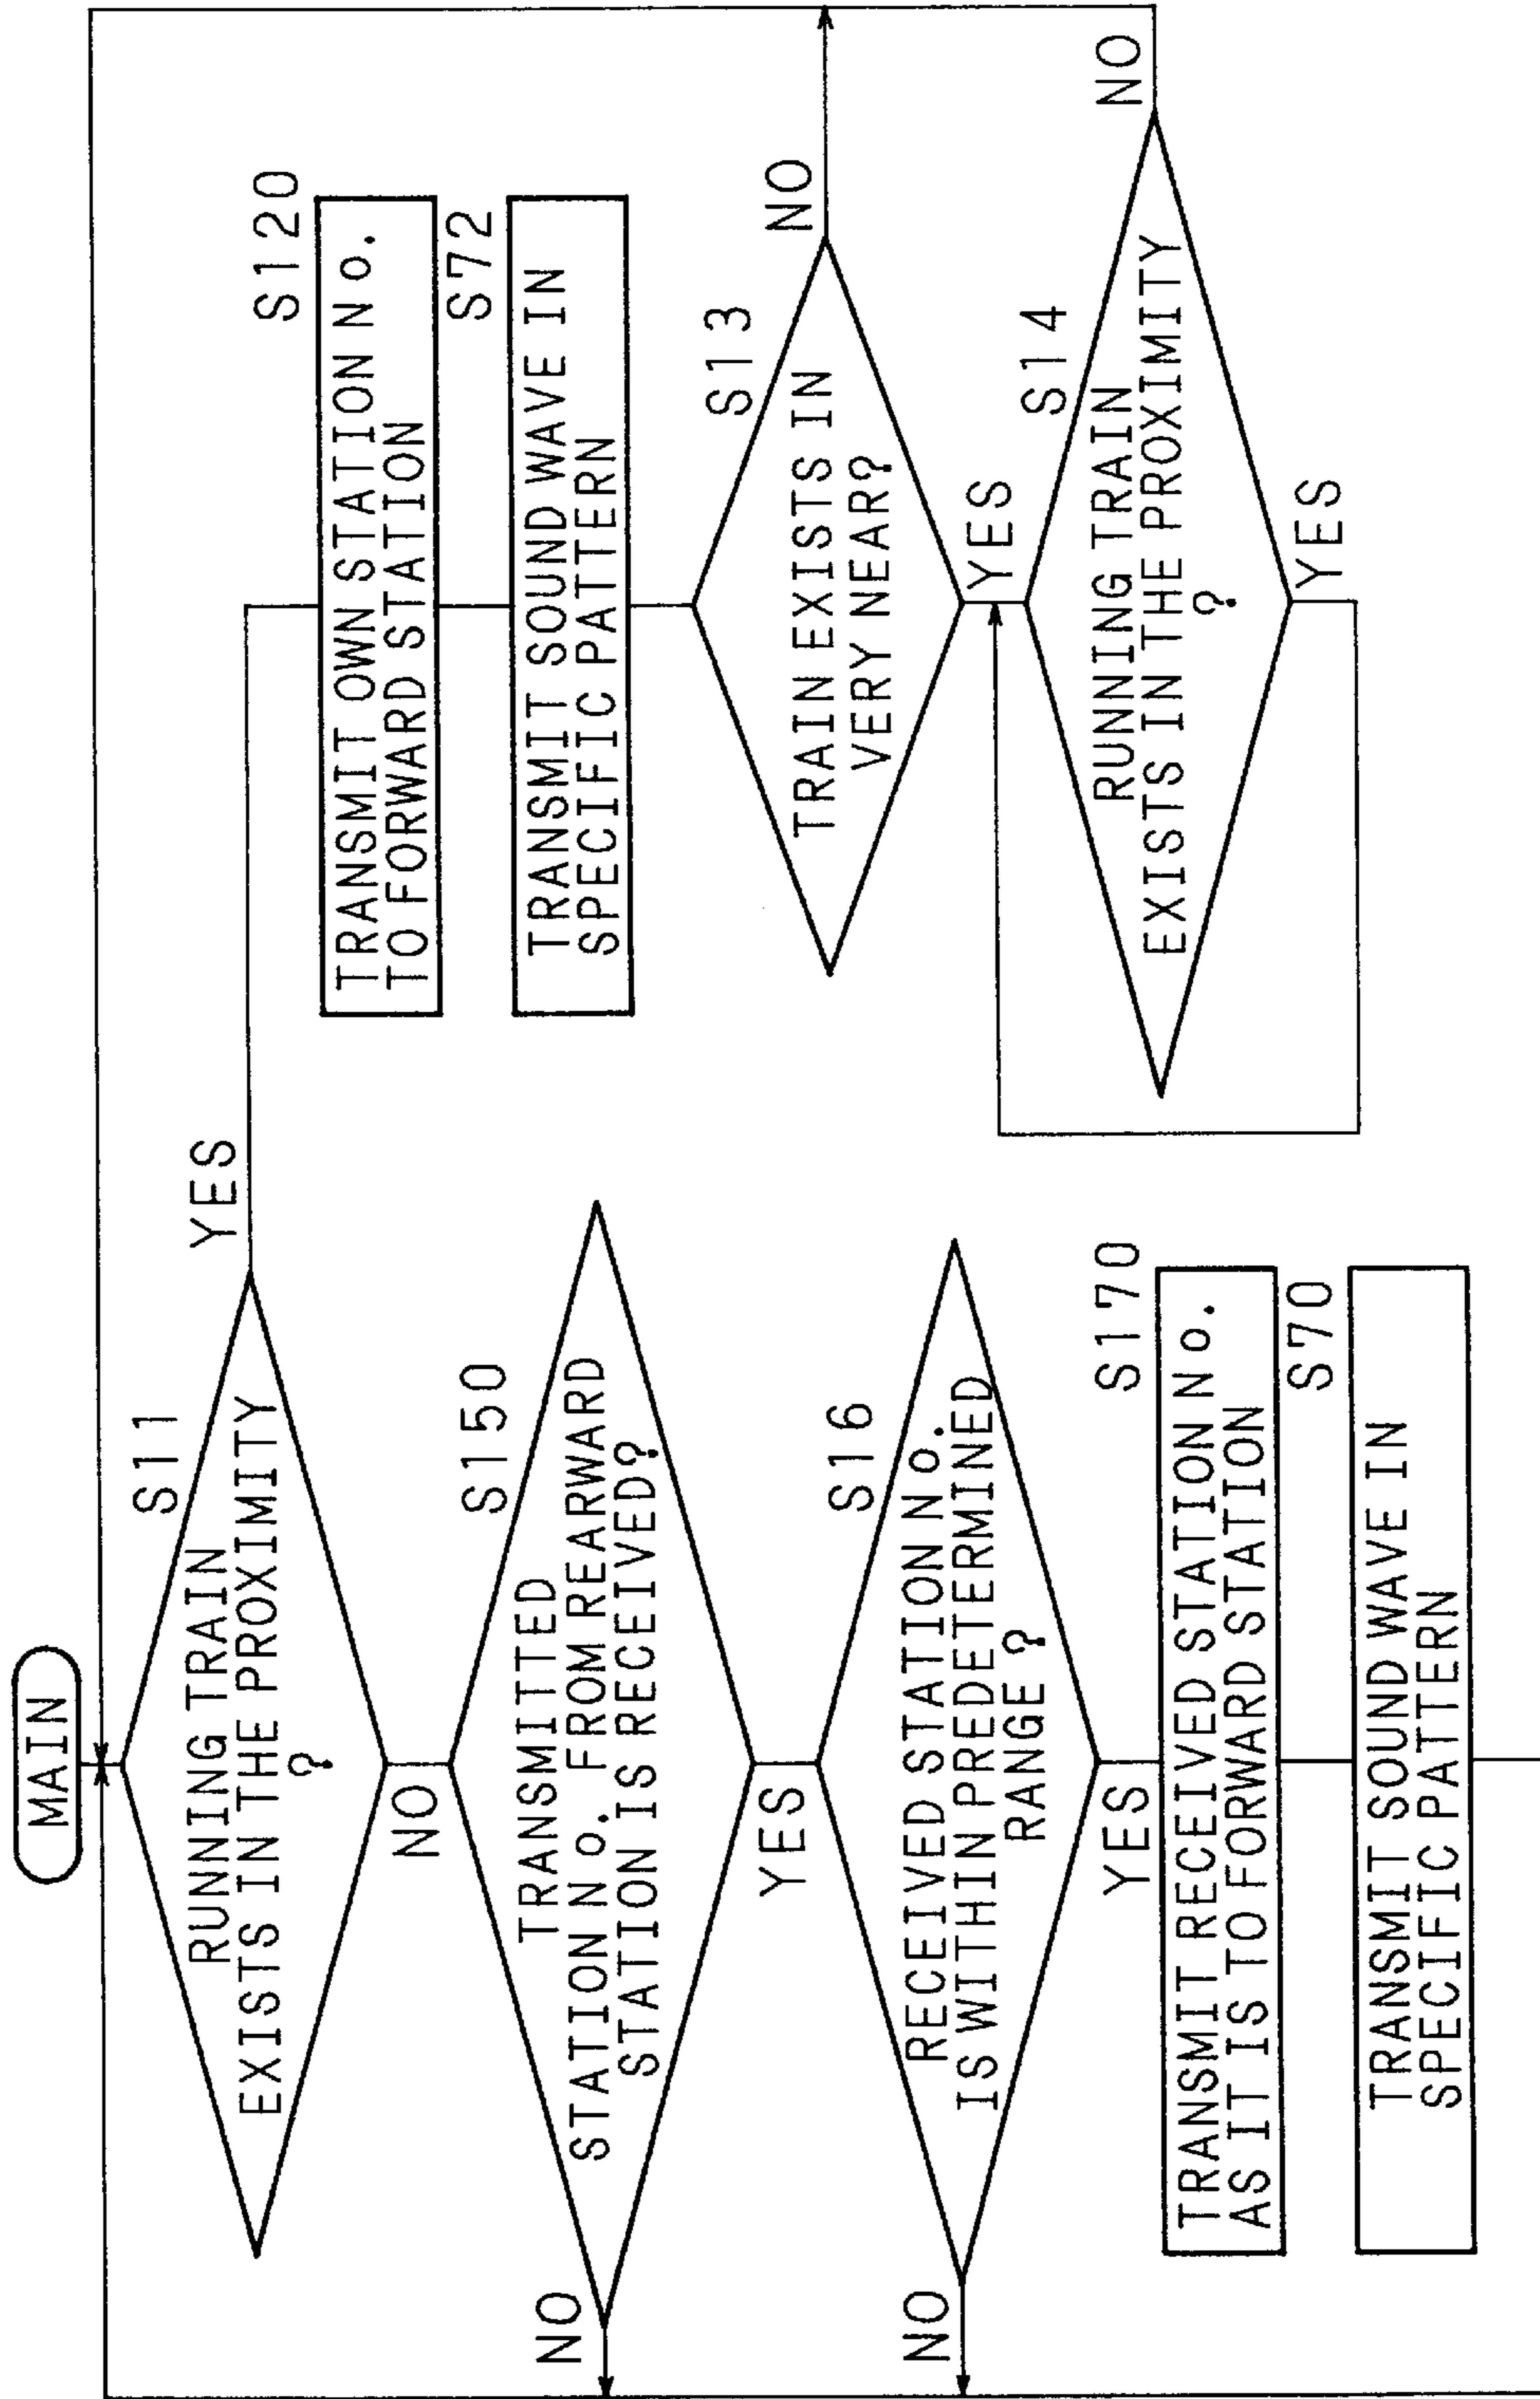 MAIN
S11
RUNNING TRAIN
EXISTS IN THE PROXIMITY
?
YES
NO
S150
TRANSMITTED
STATION No. FROM REARWARD
STATION IS RECEIVED?
NO
YES
S16
RECEIVED STATION No.
IS WITHIN PREDETERMINED
RANGE ?
NO
YES
S170
TRANSMIT RECEIVED STATION No.
AS IT IS TO FORWARD STATION
S70
TRANSMIT SOUND WAVE IN
SPECIFIC PATTERN
S120
TRANSMIT OWN STATION No.
TO FORWARD STATION
S72
TRANSMIT SOUND WAVE IN
SPECIFIC PATTERN
S13
TRAIN EXISTS IN
VERY NEAR?
NO
YES
S14
RUNNING TRAIN
EXISTS IN THE PROXIMITY
?
NO
YES